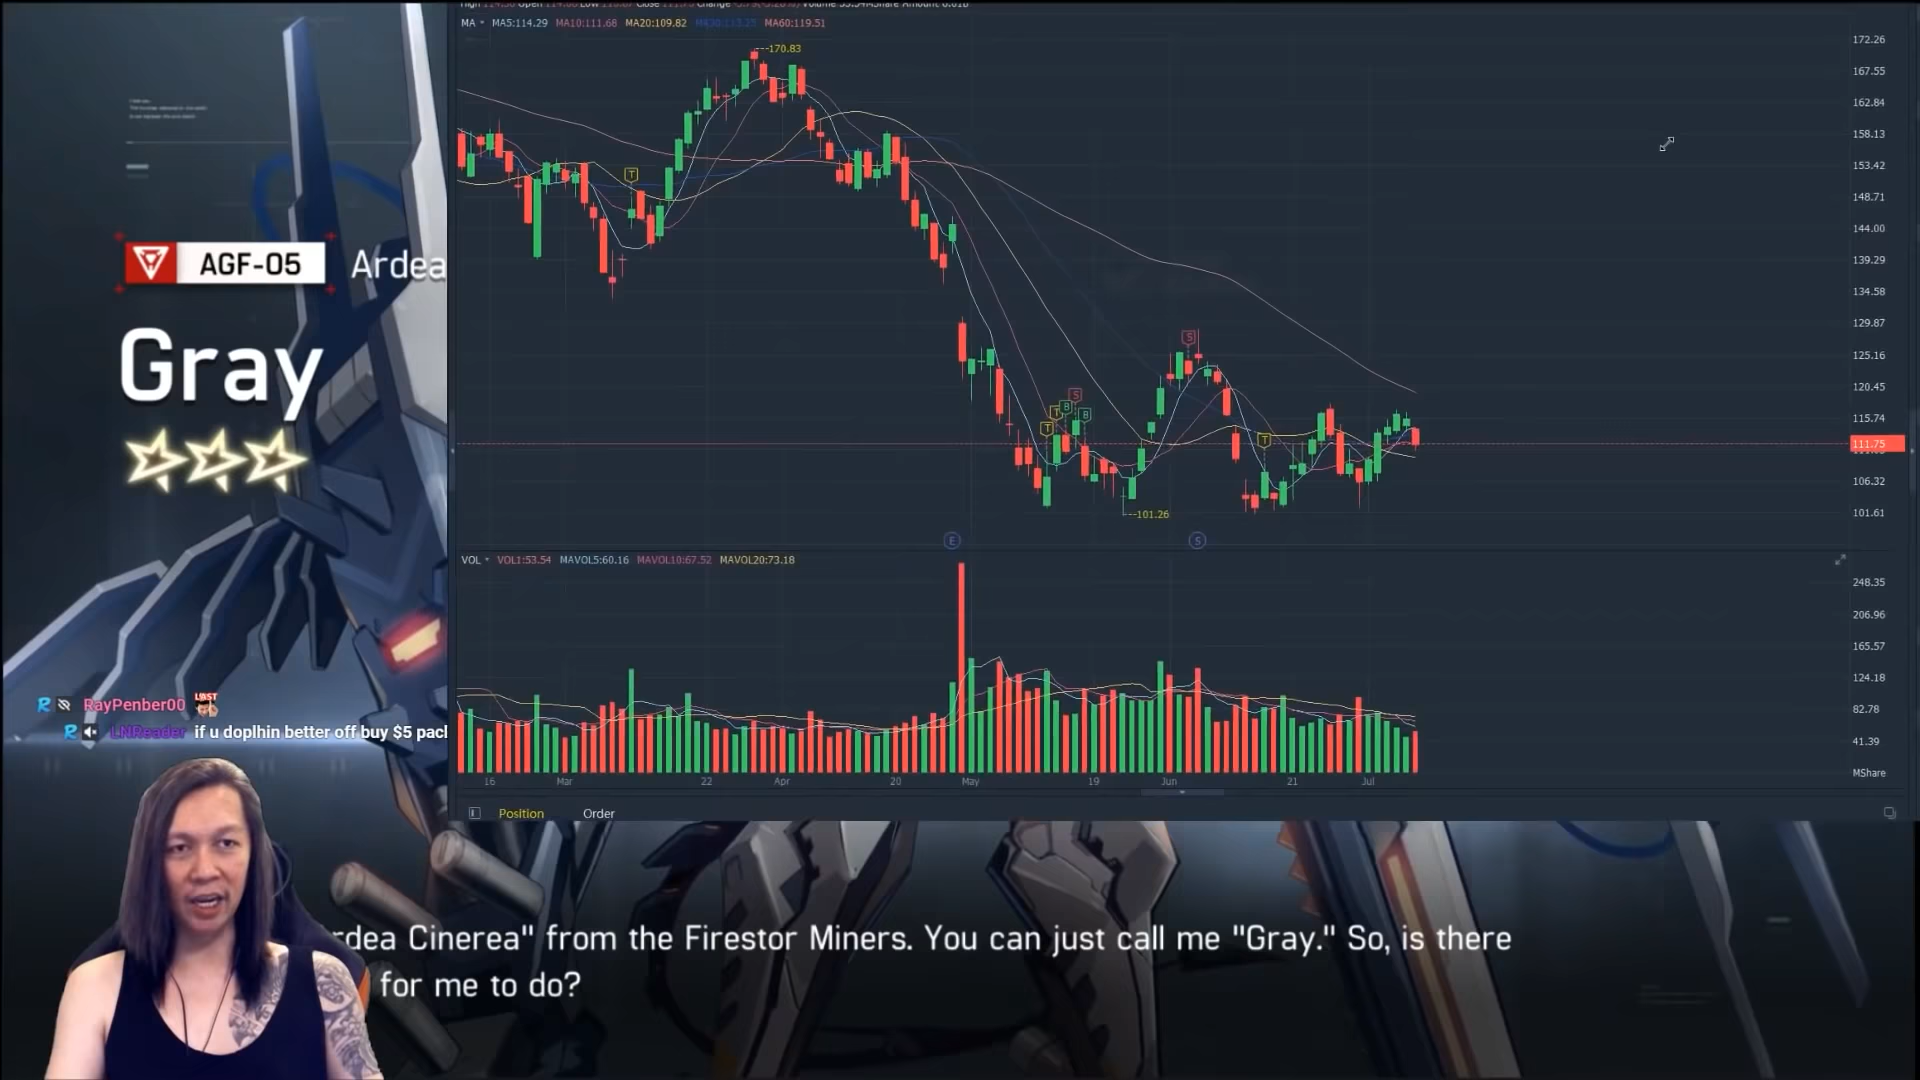 MA MA5:114.29 MA10:111.68 MA20:109.82 MA30:113.25 MA60:119.51
170.83
172.26
167.55
162.84
158.13
153.42
148.71
144.00
139.29
134.58
129.87
125.16
120.45
115.74
111.75
106.32
101.61
T
S
T
B
S
B
T
T
101.26
E
S
AGF-05 Ardea
Gray
VOL VOL1:53.54 MAVOL5:60.16 MAVOL10:67.52 MAVOL20:73.18
248.35
206.96
165.57
124.18
82.78
41.39
MShare
RayPenber00
LNReader if u doplhin better off buy $5 pacl
16 Mar 22 Apr 20 May 19 Jun 21 Jul
Position Order
rdea Cinerea" from the Firestor Miners. You can just call me "Gray." So, is there
for me to do?